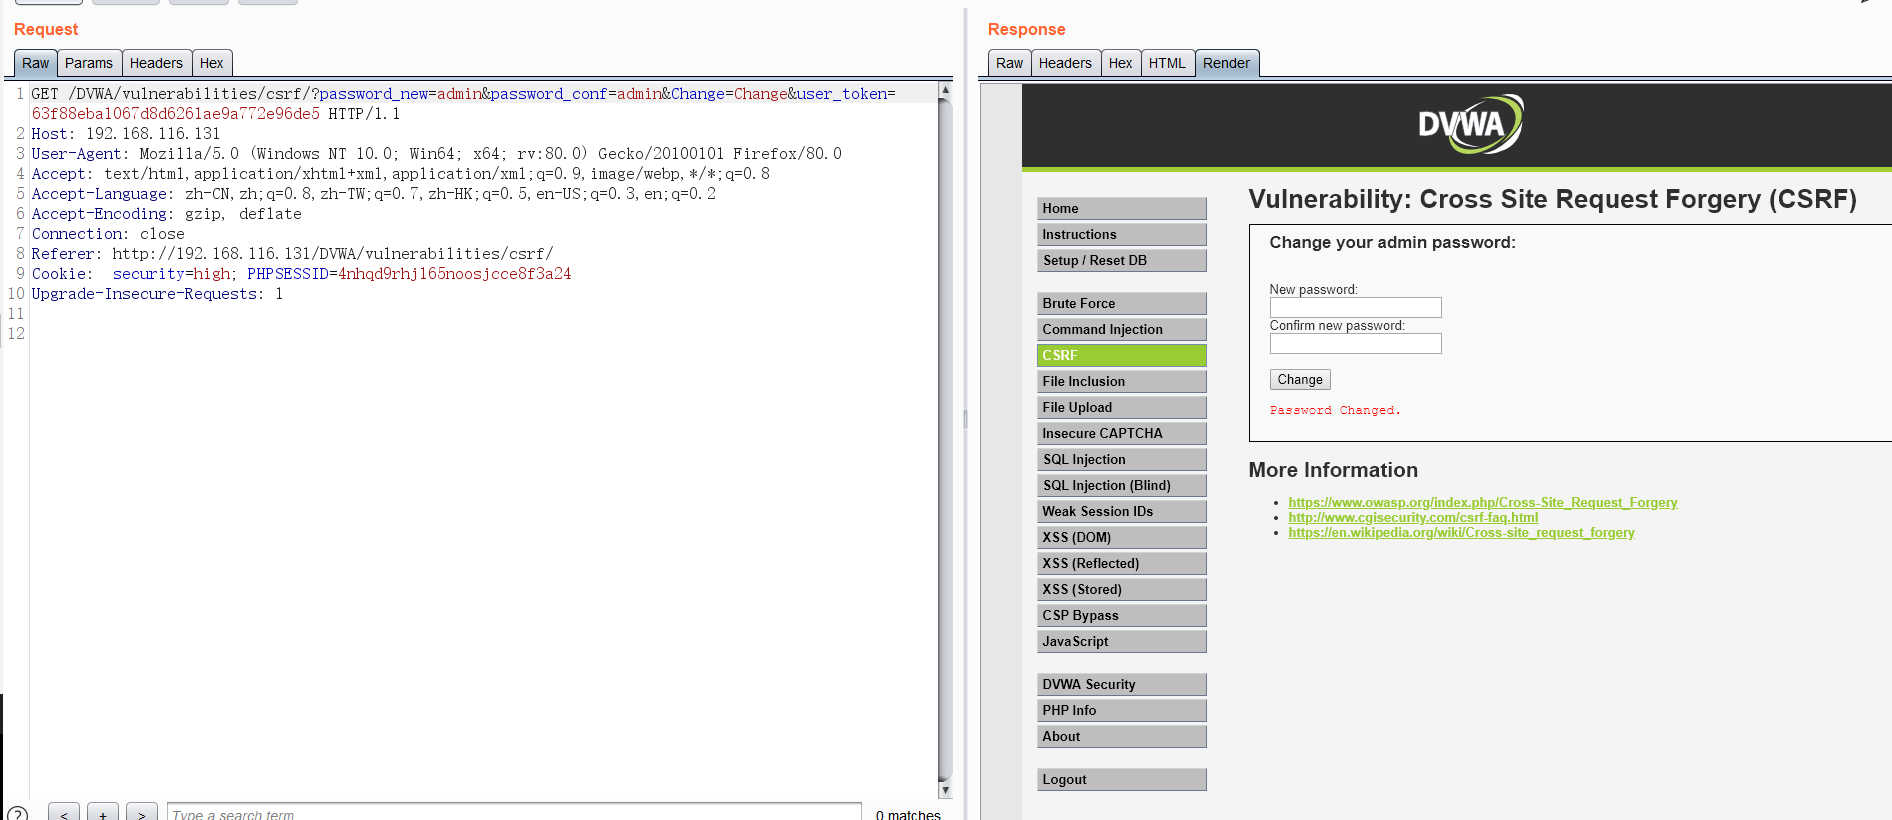 Request
Raw Params Headers Hex
1 GET /DVWA/vulnerabilities/csrf/?password_new=admin&password_conf=admin&Change=Change&user_token=
63f88eba1067d8d6261ae9a772e96de5 HTTP/1.1
2 Host: 192.168.116.131
3 User-Agent: Mozilla/5.0 (Windows NT 10.0; Win64; x64; rv:80.0) Gecko/20100101 Firefox/80.0
4 Accept: text/html,application/xhtml+xml,application/xml;q=0.9,image/webp,*/*;q=0.8
5 Accept-Language: zh-CN,zh;q=0.8,zh-TW;q=0.7,zh-HK;q=0.5,en-US;q=0.3,en;q=0.2
6 Accept-Encoding: gzip, deflate
7 Connection: close
8 Referer: http://192.168.116.131/DVWA/vulnerabilities/csrf/
9 Cookie: security=high; PHPSESSID=4nhqd9rhjl65noosjcce8f3a24
10 Upgrade-Insecure-Requests: 1
11
12
? < + > Type a search term 0 matches
Response
Raw Headers Hex HTML Render
DVWA
Home
Instructions
Setup / Reset DB
Brute Force
Command Injection
CSRF
File Inclusion
File Upload
Insecure CAPTCHA
SQL Injection
SQL Injection (Blind)
Weak Session IDs
XSS (DOM)
XSS (Reflected)
XSS (Stored)
CSP Bypass
JavaScript
DVWA Security
PHP Info
About
Logout
Vulnerability: Cross Site Request Forgery (CSRF)
Change your admin password:
New password:
Confirm new password:
Change
Password Changed.
More Information
• https://www.owasp.org/index.php/Cross-Site_Request_Forgery
• http://www.cgisecurity.com/csrf-faq.html
• https://en.wikipedia.org/wiki/Cross-site_request_forgery